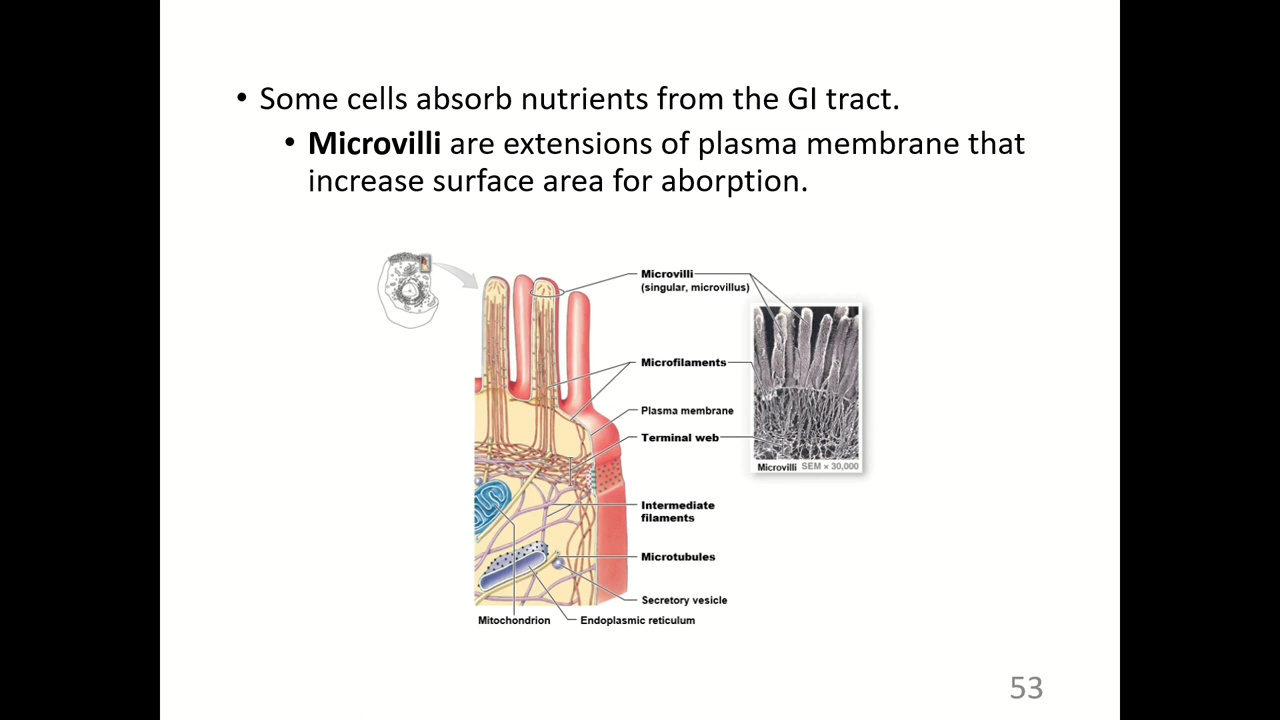 • Some cells absorb nutrients from the GI tract.
• Microvilli are extensions of plasma membrane that
increase surface area for aborption.
Microvilli
(singular, microvillus)
Microfilaments
Plasma membrane
Terminal web
Microvilli SEM × 30,000
Intermediate
filaments
Microtubules
Secretory vesicle
Mitochondrion
Endoplasmic reticulum
53